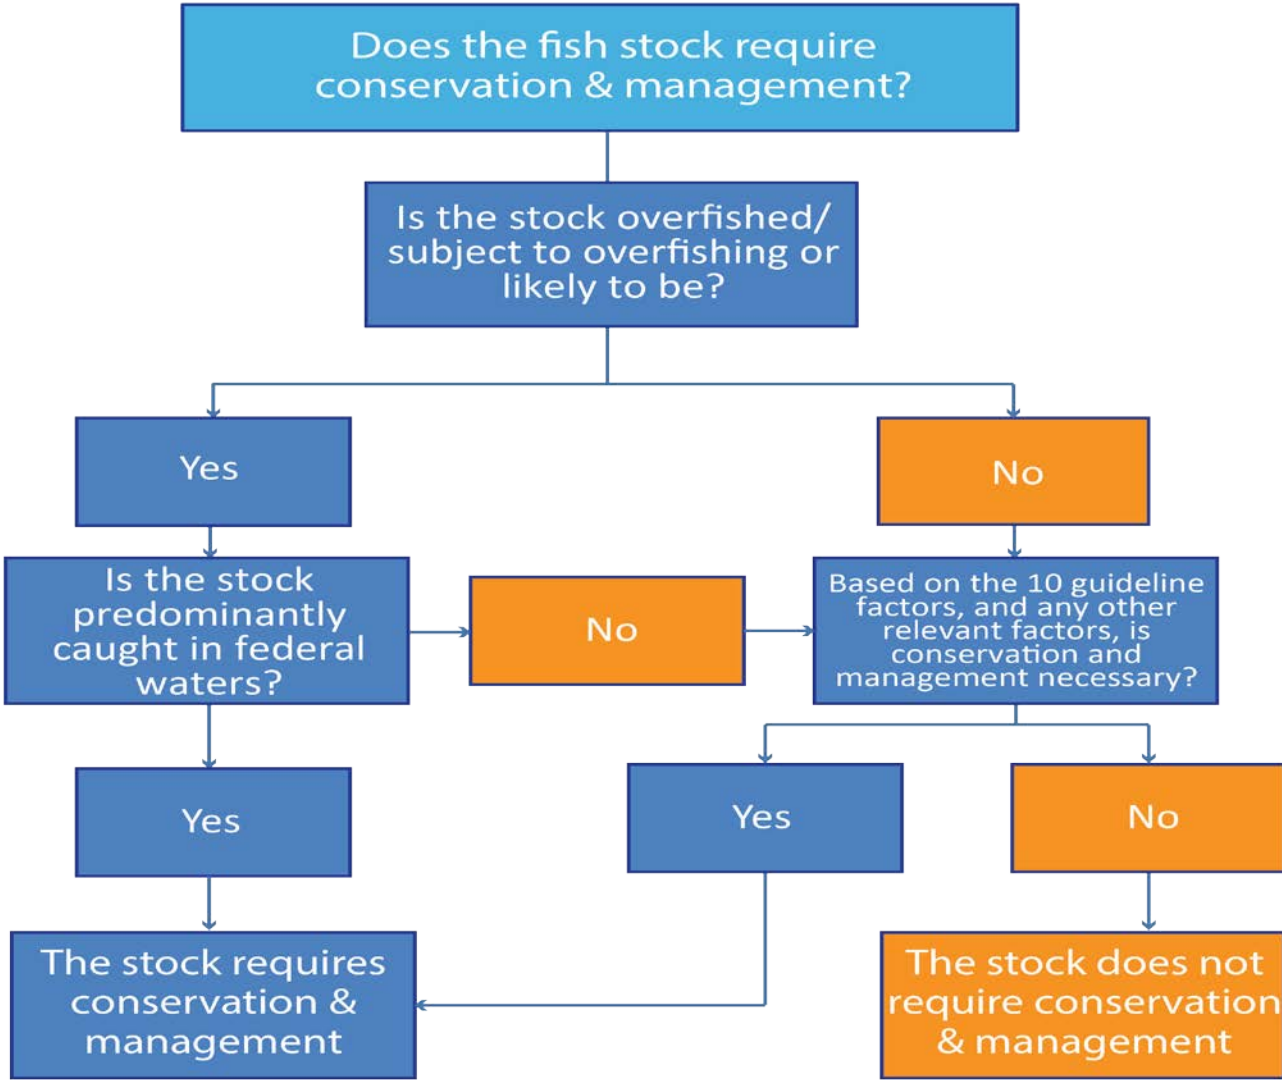 Does the fish stock require
conservation & management?
Is the stock overfished/
subject to overfishing or
likely to be?
Yes
No
Is the stock
predominantly
caught in federal
waters?
No
Based on the 10 guideline
factors, and any other
relevant factors, is
conservation and
management necessary?
Yes
Yes
No
The stock requires
conservation &
management
The stock does not
require conservation
& management